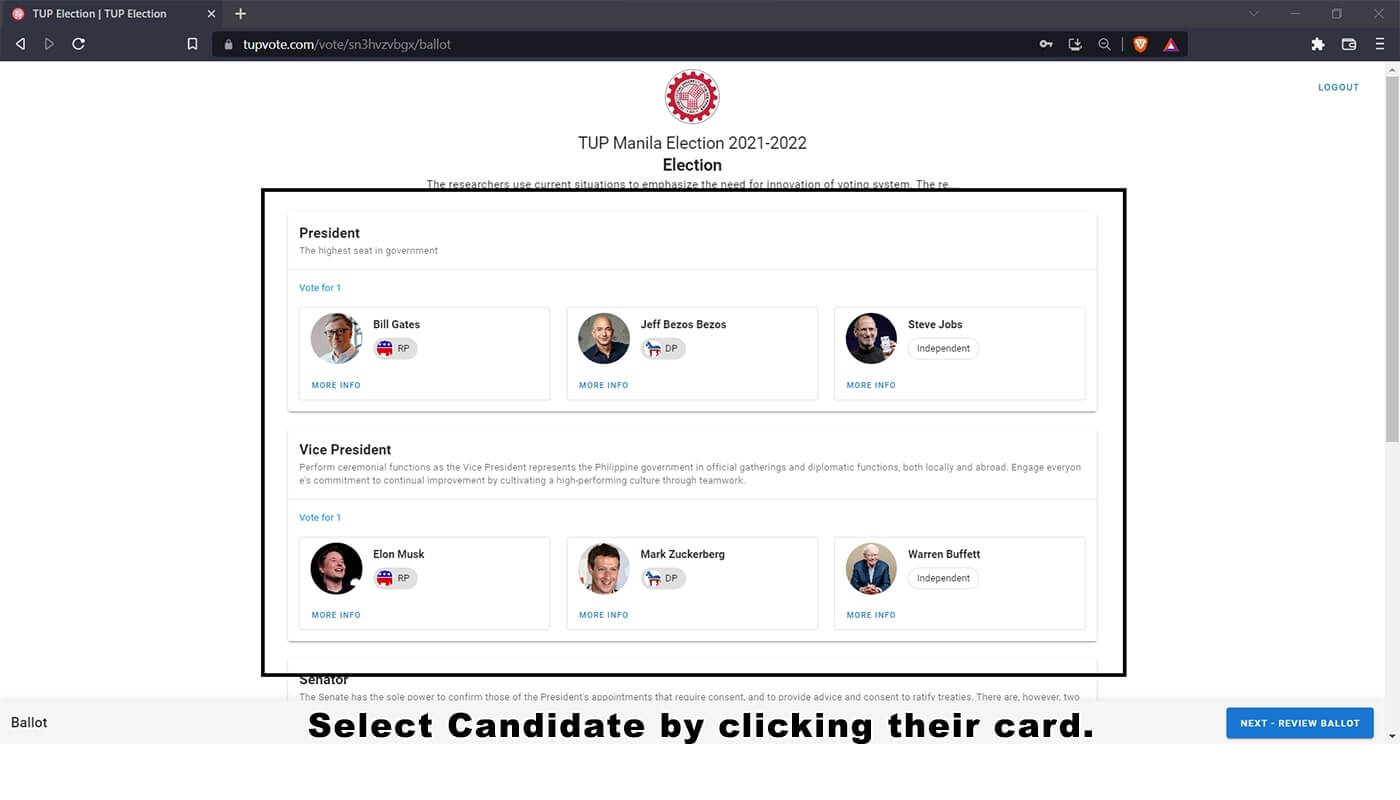 TUP Election | TUP Election
tupvote.com/vote/sn3hvzvbgx/ballot
LOGOUT
TUP Manila Election 2021-2022
Election
The researchers use current situations to emphasize the need for innovation of voting system. The re...
President
The highest seat in government
Vote for 1
Bill Gates
RP
MORE INFO
Jeff Bezos Bezos
DP
MORE INFO
Steve Jobs
Independent
MORE INFO
Vice President
Perform ceremonial functions as the Vice President represents the Philippine government in official gatherings and diplomatic functions, both locally and abroad. Engage everyon
e's commitment to continual improvement by cultivating a high-performing culture through teamwork.
Vote for 1
Elon Musk
RP
MORE INFO
Mark Zuckerberg
DP
MORE INFO
Warren Buffett
Independent
MORE INFO
Senator
The Senate has the sole power to confirm those of the President's appointments that require consent, and to provide advice and consent to ratify treaties. There are, however, two
Ballot
Select Candidate by clicking their card.
NEXT - REVIEW BALLOT